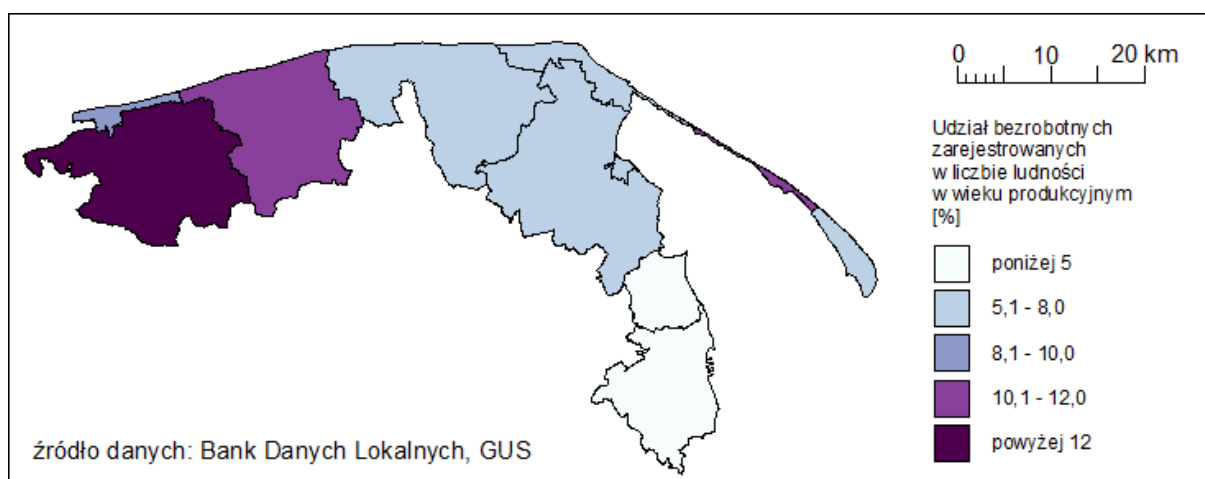 0 10 20 km
Udział bezrobotnych
zarejestrowanych
w liczbie ludności
w wieku produkcyjnym
[%]
poniżej 5
5,1 - 8,0
8,1 - 10,0
10,1 - 12,0
powyżej 12
źródło danych: Bank Danych Lokalnych, GUS